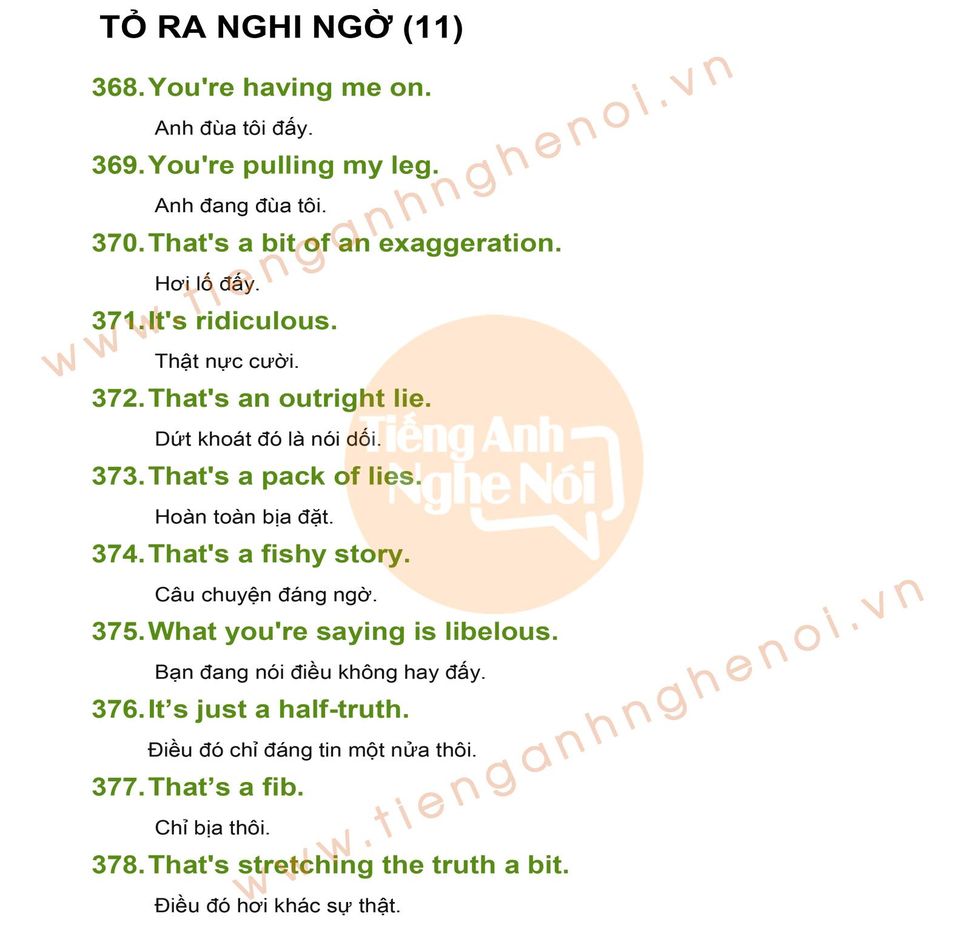 TỎ RA NGHI NGỜ (11)
368. You're having me on.
Anh đùa tôi đấy.
369. You're pulling my leg.
Anh đang đùa tôi.
370. That's a bit of an exaggeration.
Hơi lố đấy.
371. It's ridiculous.
Thật nực cười.
372. That's an outright lie.
Dứt khoát đó là nói dối.
373. That's a pack of lies.
Hoàn toàn bịa đặt.
374. That's a fishy story.
Câu chuyện đáng ngờ.
375. What you're saying is libelous.
Bạn đang nói điều không hay đấy.
376. It’s just a half-truth.
Điều đó chỉ đáng tin một nửa thôi.
377. That’s a fib.
Chỉ bịa thôi.
378. That's stretching the truth a bit.
Điều đó hơi khác sự thật.
www.tienganhnghenoi.vn
Tiếng Anh
Nghe Nói
www.tienganhnghenoi.vn